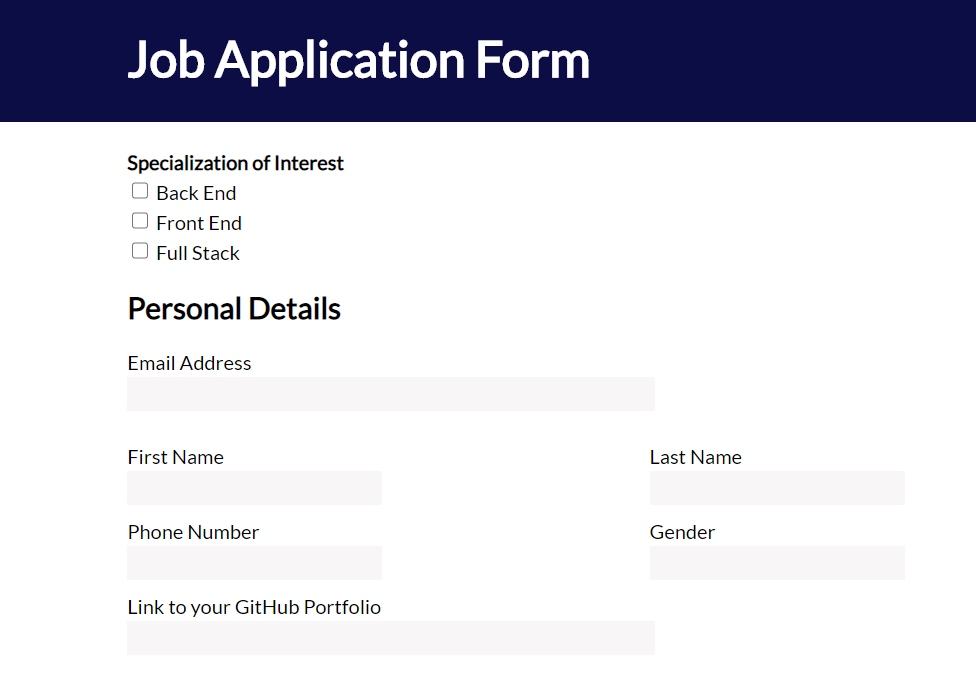 Job Application Form
Specialization of Interest
Back End
Front End
Full Stack
Personal Details
Email Address
First Name
Last Name
Phone Number
Gender
Link to your GitHub Portfolio